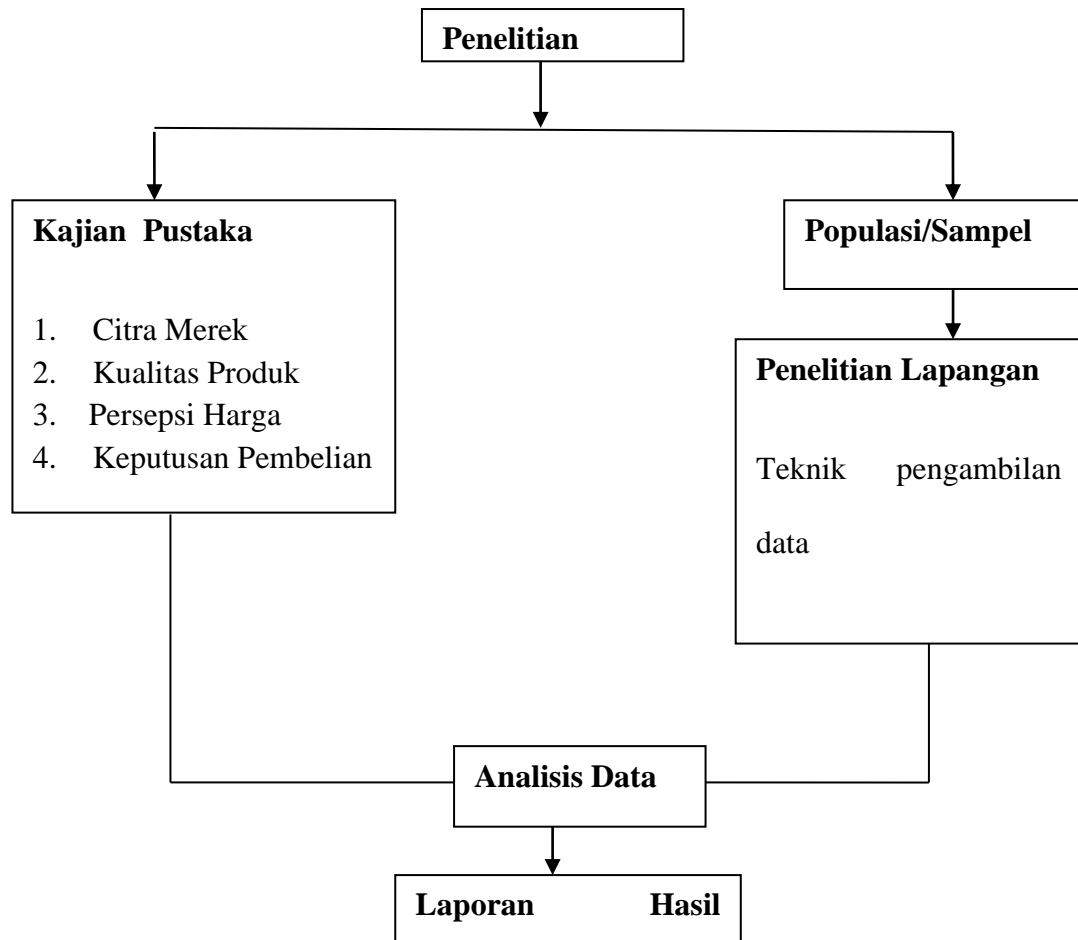 Penelitian
Kajian Pustaka
1. Citra Merek
2. Kualitas Produk
3. Persepsi Harga
4. Keputusan Pembelian
Populasi/Sampel
Penelitian Lapangan
Teknik pengambilan
data
Analisis Data
Laporan Hasil